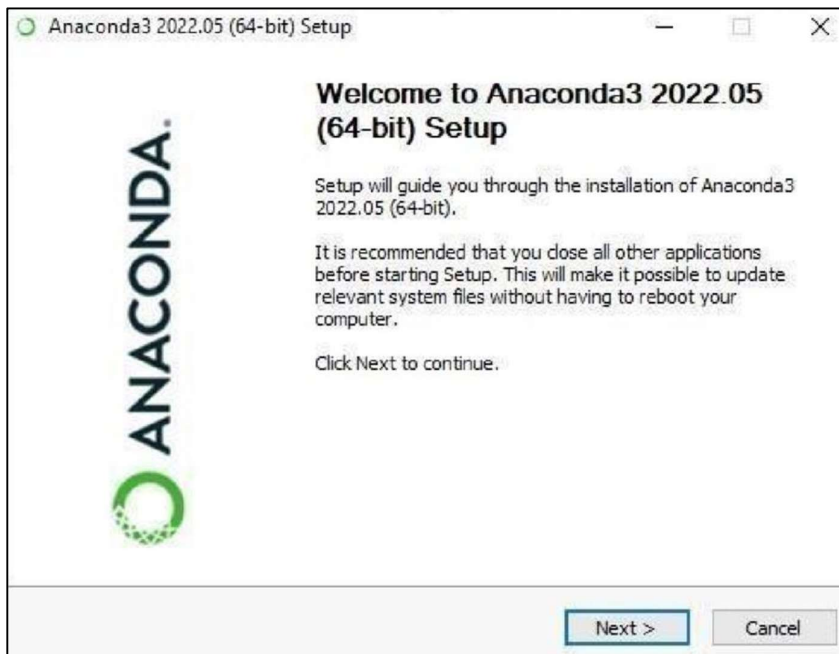 Anaconda3 2022.05 (64-bit) Setup
Welcome to Anaconda3 2022.05
(64-bit) Setup
ANACONDA.
Setup will guide you through the installation of Anaconda3
2022.05 (64-bit).
It is recommended that you close all other applications
before starting Setup. This will make it possible to update
relevant system files without having to reboot your
computer.
Click Next to continue.
Next >
Cancel